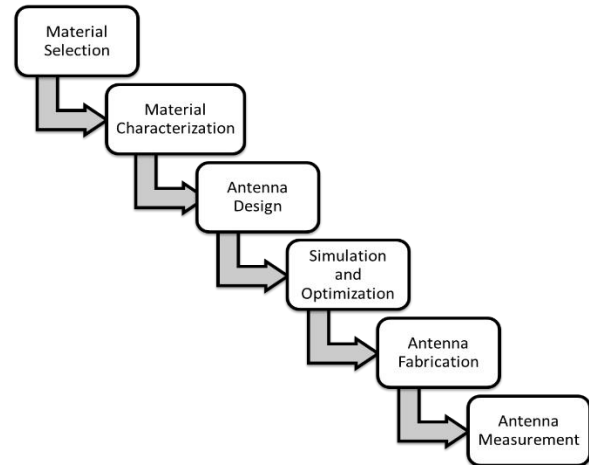 Material
Selection
Material
Characterization
Antenna
Design
Simulation
and
Optimization
Antenna
Fabrication
Antenna
Measurement